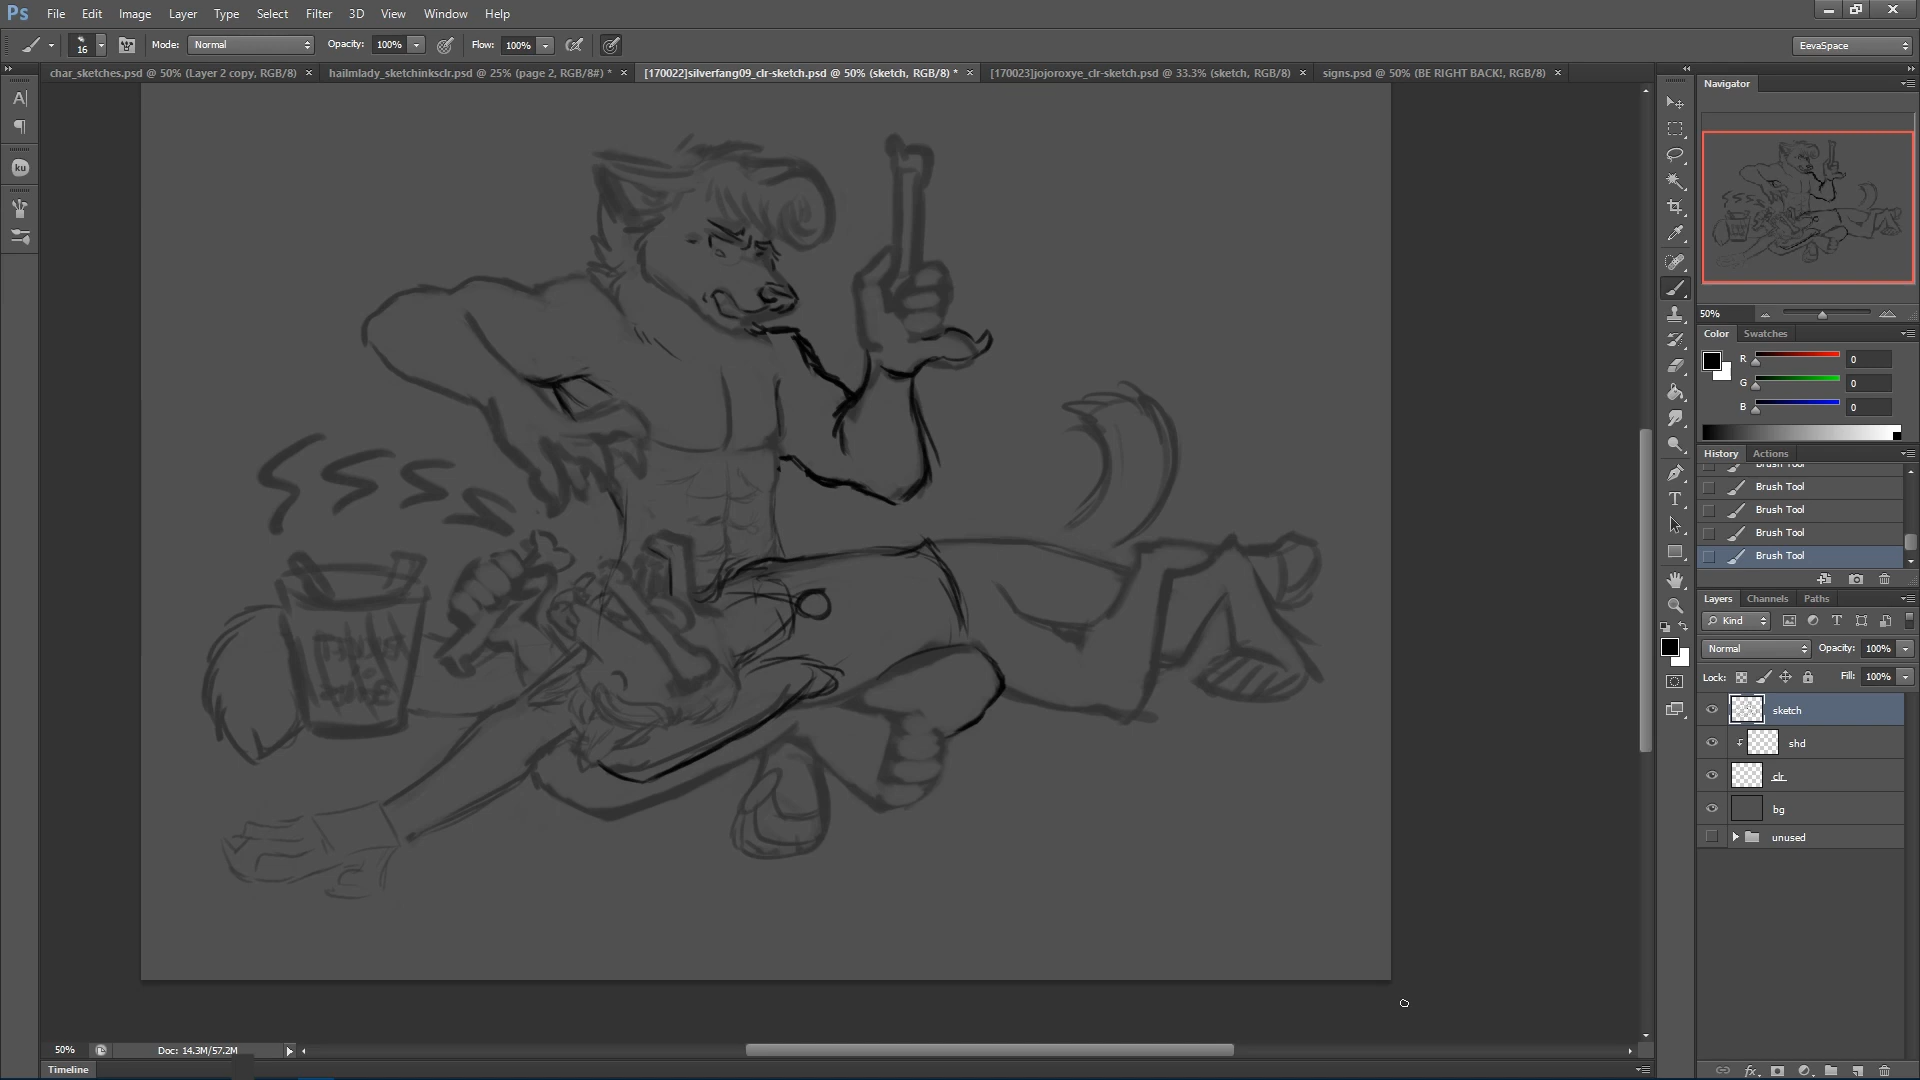 Ps File Edit Image Layer Type Select Filter 3D View Window Help
16 Mode: Normal Opacity: 100% Flow: 100% EevaSpace
char_sketches.psd @ 50% (Layer 2 copy, RGB/8) × hailmlady_sketchinksclr.psd @ 25% (page 2, RGB/8#) * × [170022]silverfang09_clr-sketch.psd @ 50% (sketch, RGB/8) * × [170023]jojoroxye_clr-sketch.psd @ 33.3% (sketch, RGB/8) × signs.psd @ 50% (BE RIGHT BACK!, RGB/8) ×
A|
ku
Navigator
50%
Color Swatches
R 0
G 0
B 0
History Actions
Brush Tool
Brush Tool
Brush Tool
Brush Tool
Brush Tool
Layers Channels Paths
Kind
Normal Opacity: 100%
Lock: Fill: 100%
sketch
shd
clr
bg
unused
50% Doc: 14.3M/57.2M
Timeline
fx